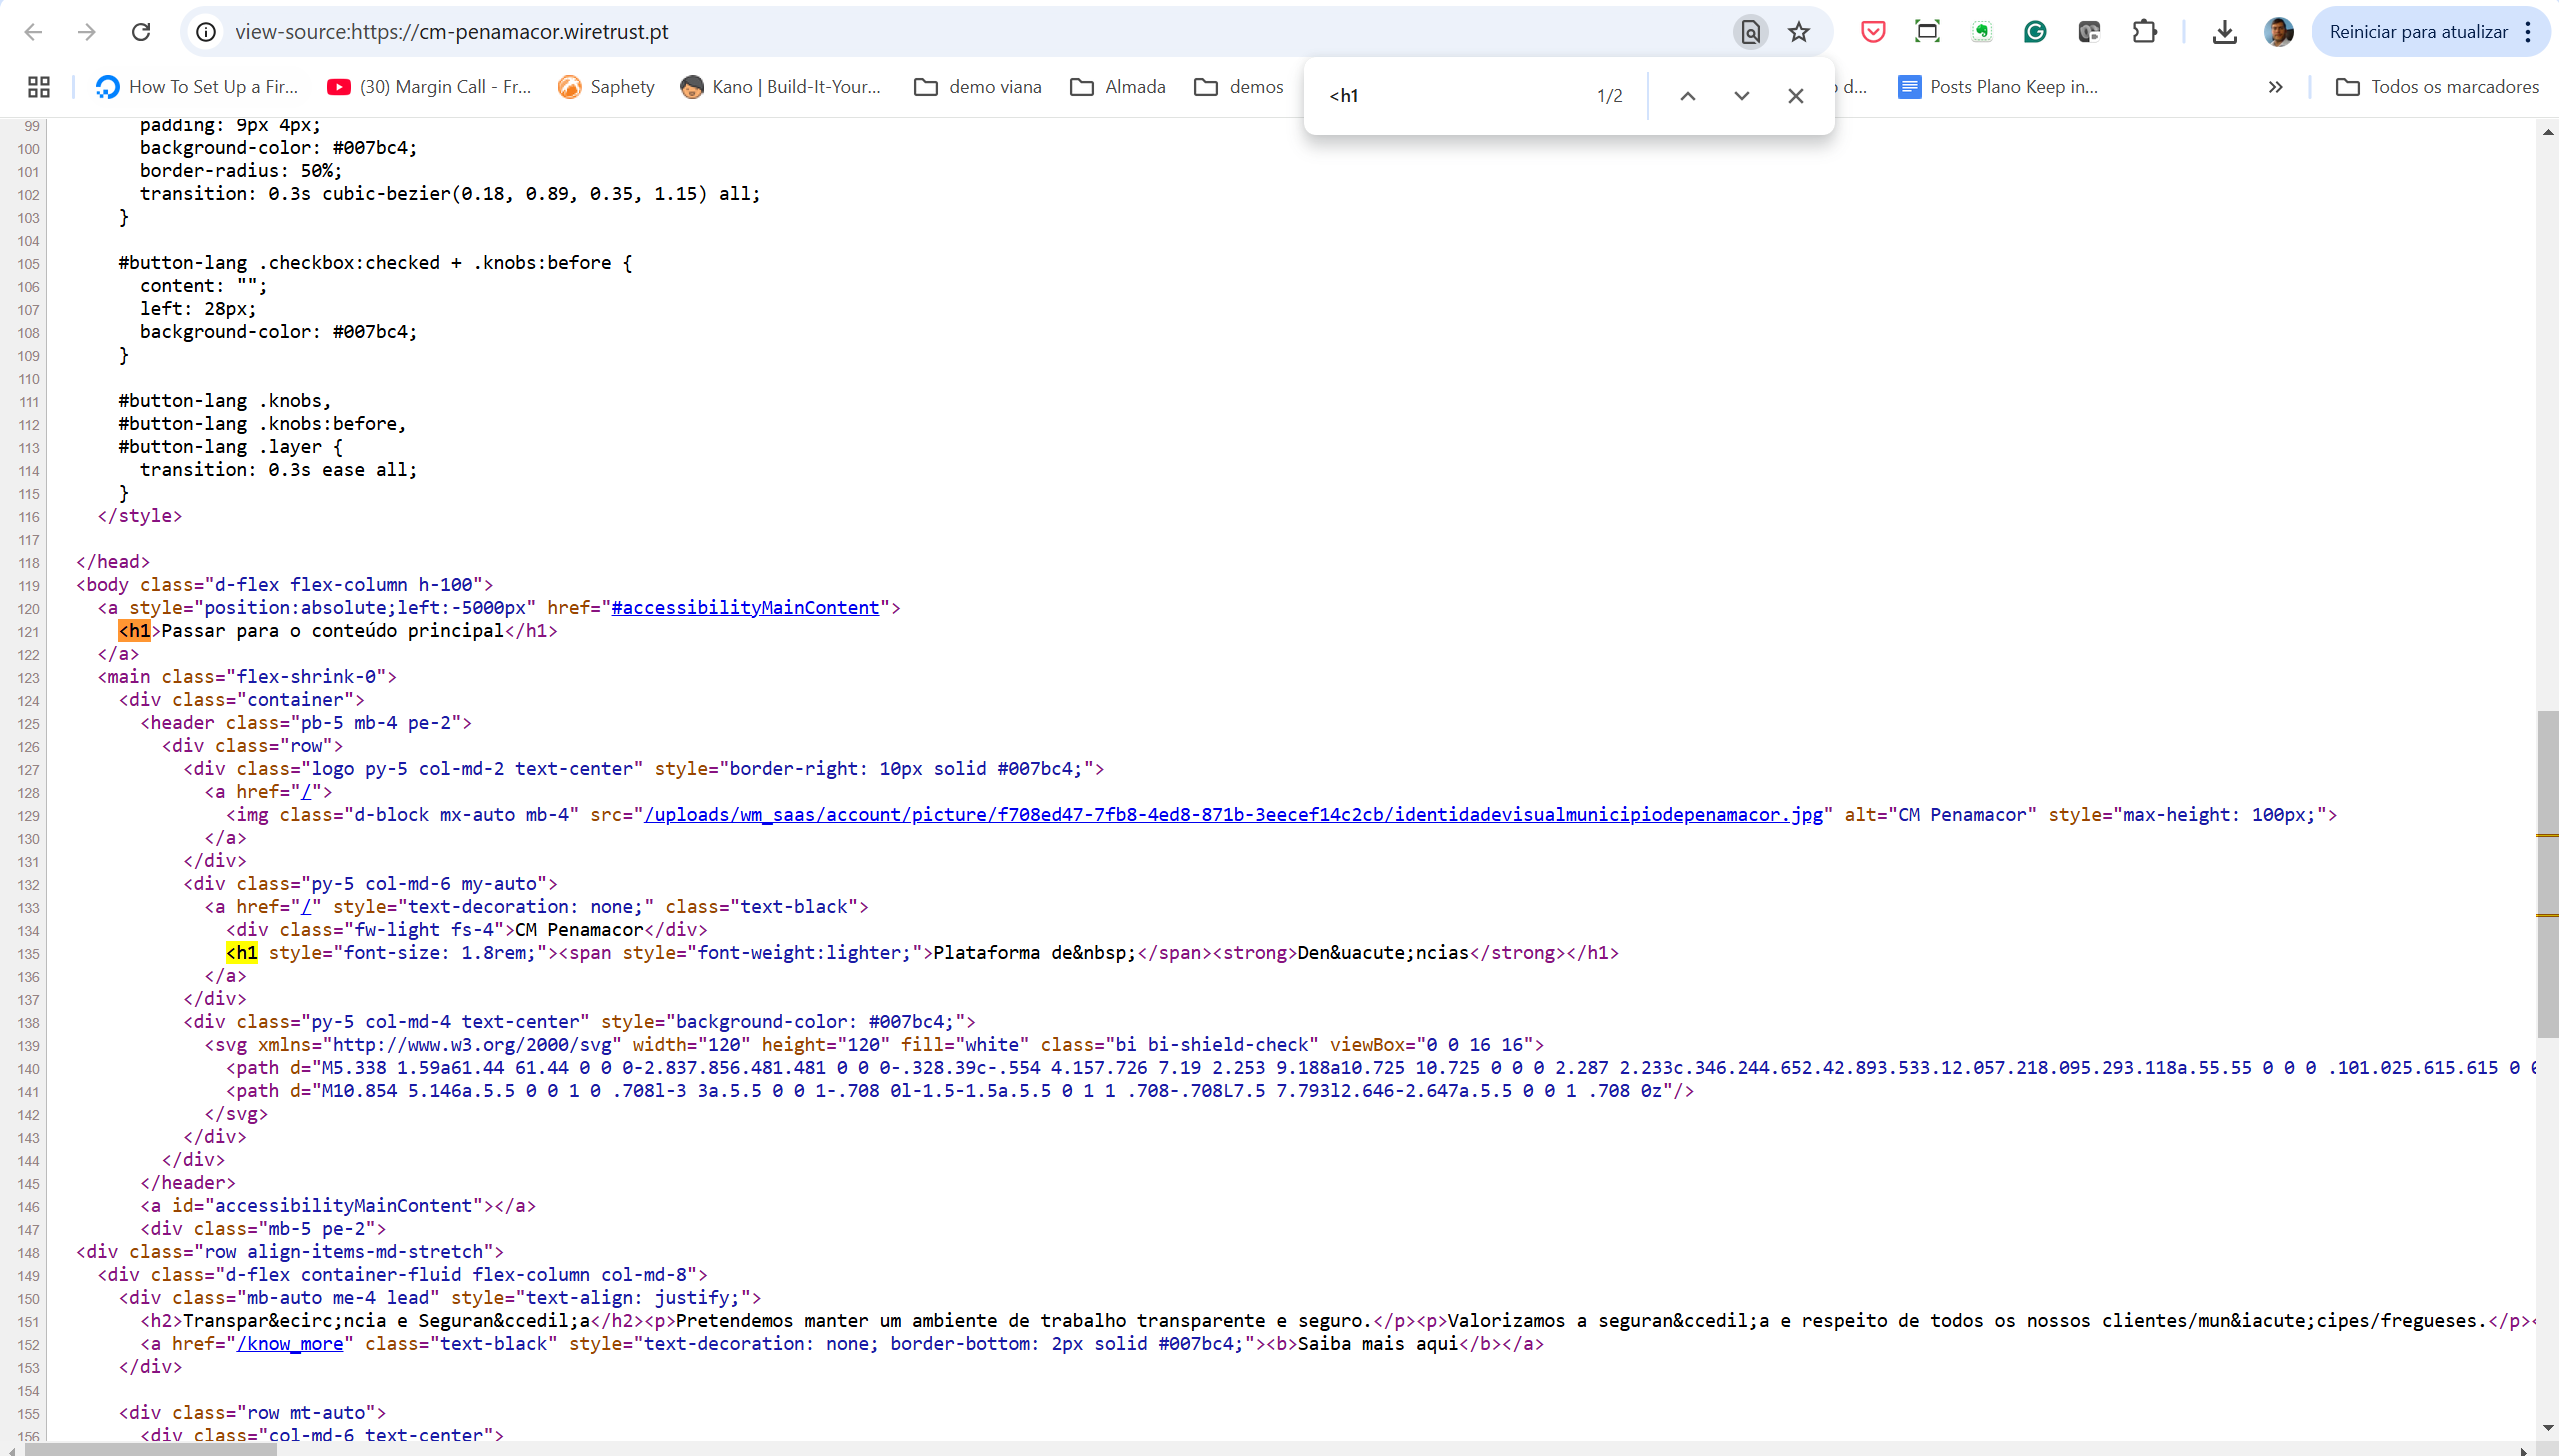 view-source:https://cm-penamacor.wiretrust.pt
Reiniciar para atualizar
How To Set Up a Fir...
(30) Margin Call - Fr...
Saphety
Kano | Build-It-Your...
demo viana
Almada
demos
<h1
1/2
o d...
Posts Plano Keep in...
»
Todos os marcadores
99 padding: 9px 4px;
100 background-color: #007bc4;
101 border-radius: 50%;
102 transition: 0.3s cubic-bezier(0.18, 0.89, 0.35, 1.15) all;
103 }
104
105 #button-lang .checkbox:checked + .knobs:before {
106 content: "";
107 left: 28px;
108 background-color: #007bc4;
109 }
110
111 #button-lang .knobs,
112 #button-lang .knobs:before,
113 #button-lang .layer {
114 transition: 0.3s ease all;
115 }
116 </style>
117
118 </head>
119 <body class="d-flex flex-column h-100">
120 <a style="position:absolute;left:-5000px" href="#accessibilityMainContent">
121 <h1>Passar para o conteúdo principal</h1>
122 </a>
123 <main class="flex-shrink-0">
124 <div class="container">
125 <header class="pb-5 mb-4 pe-2">
126 <div class="row">
127 <div class="logo py-5 col-md-2 text-center" style="border-right: 10px solid #007bc4;">
128 <a href="/">
129 <img class="d-block mx-auto mb-4" src="/uploads/wm_saas/account/picture/f708ed47-7fb8-4ed8-871b-3eecef14c2cb/identidadevisualmunicipiodepenamacor.jpg" alt="CM Penamacor" style="max-height: 100px;">
130 </a>
131 </div>
132 <div class="py-5 col-md-6 my-auto">
133 <a href="/" style="text-decoration: none;" class="text-black">
134 <div class="fw-light fs-4">CM Penamacor</div>
135 <h1 style="font-size: 1.8rem;"><span style="font-weight:lighter;">Plataforma de&nbsp;</span><strong>Den&uacute;ncias</strong></h1>
136 </a>
137 </div>
138 <div class="py-5 col-md-4 text-center" style="background-color: #007bc4;">
139 <svg xmlns="http://www.w3.org/2000/svg" width="120" height="120" fill="white" class="bi bi-shield-check" viewBox="0 0 16 16">
140 <path d="M5.338 1.59a61.44 61.44 0 0 0-2.837.856.481.481 0 0 0-.328.39c-.554 4.157.726 7.19 2.253 9.188a10.725 10.725 0 0 0 2.287 2.233c.346.244.652.42.893.533.12.057.218.095.293.118a.55.55 0 0 0 .101.025.615.615 0
141 <path d="M10.854 5.146a.5.5 0 0 1 0 .708l-3 3a.5.5 0 0 1-.708 0l-1.5-1.5a.5.5 0 1 1 .708-.708L7.5 7.793l2.646-2.647a.5.5 0 0 1 .708 0z"/>
142 </svg>
143 </div>
144 </div>
145 </header>
146 <a id="accessibilityMainContent"></a>
147 <div class="mb-5 pe-2">
148 <div class="row align-items-md-stretch">
149 <div class="d-flex container-fluid flex-column col-md-8">
150 <div class="mb-auto me-4 lead" style="text-align: justify;">
151 <h2>Transpar&ecirc;ncia e Seguran&ccedil;a</h2><p>Pretendemos manter um ambiente de trabalho transparente e seguro.</p><p>Valorizamos a seguran&ccedil;a e respeito de todos os nossos clientes/mun&iacute;cipes/fregueses.</p><
152 <a href="/know_more" class="text-black" style="text-decoration: none; border-bottom: 2px solid #007bc4;"><b>Saiba mais aqui</b></a>
153 </div>
154
155 <div class="row mt-auto">
156 <div class="col-md-6 text-center">